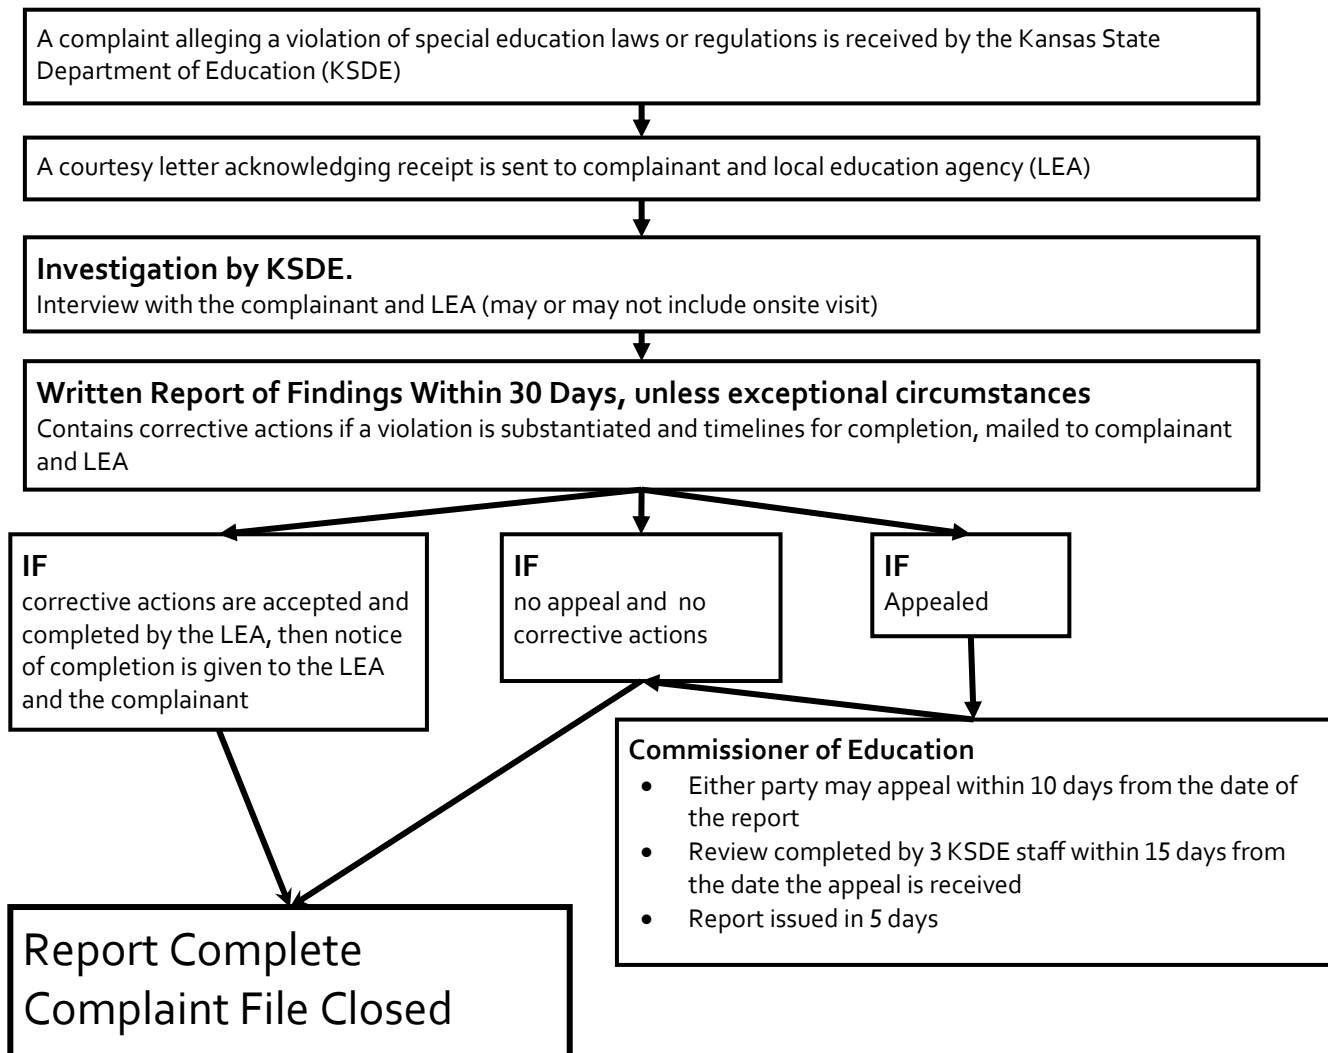 A complaint alleging a violation of special education laws or regulations is received by the Kansas State
Department of Education (KSDE)
A courtesy letter acknowledging receipt is sent to complainant and local education agency (LEA)
Investigation by KSDE.
Interview with the complainant and LEA (may or may not include onsite visit)
Written Report of Findings Within 30 Days, unless exceptional circumstances
Contains corrective actions if a violation is substantiated and timelines for completion, mailed to complainant
and LEA
IF
corrective actions are accepted and
completed by the LEA, then notice
of completion is given to the LEA
and the complainant
IF
no appeal and no
corrective actions
IF
Appealed
Commissioner of Education
• Either party may appeal within 10 days from the date of
the report
• Review completed by 3 KSDE staff within 15 days from
the date the appeal is received
• Report issued in 5 days
Report Complete
Complaint File Closed